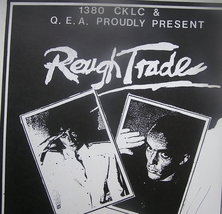 1380 CKLC &
Q.E.A. PROUDLY PRESENT
Rough Trade